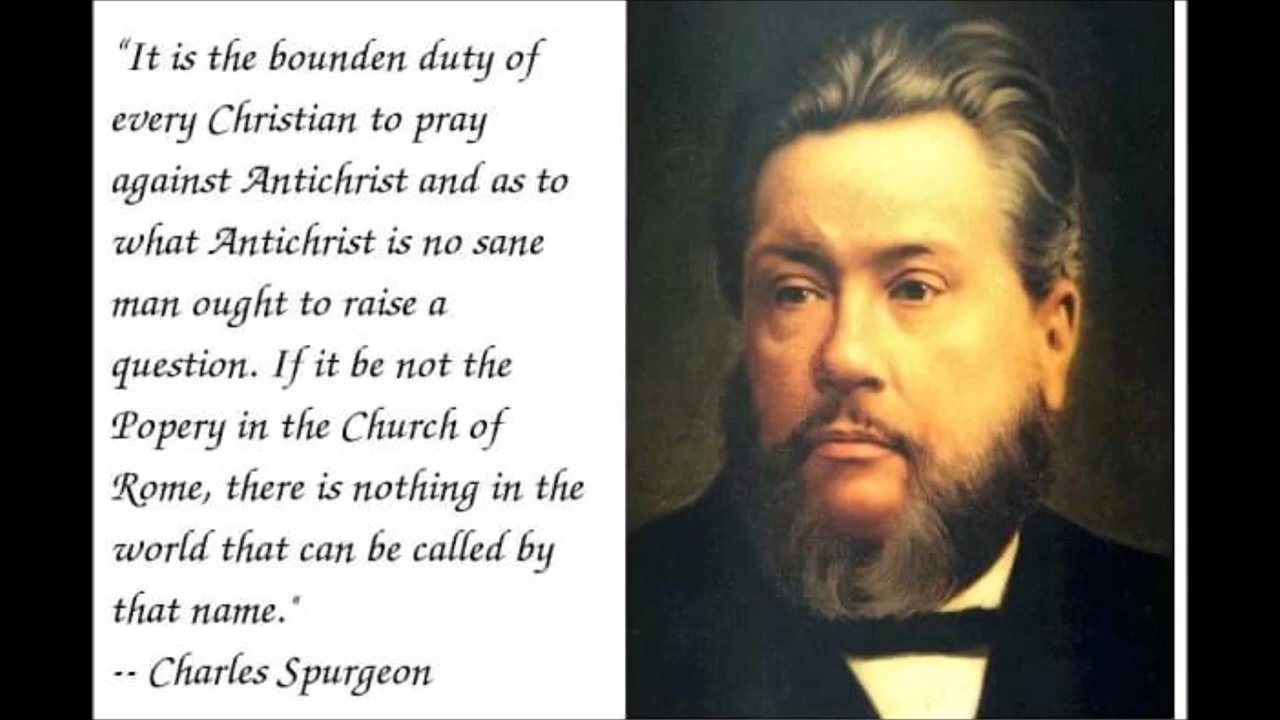 "It is the bounden duty of
every Christian to pray
against Antichrist and as to
what Antichrist is no sane
man ought to raise a
question. If it be not the
Popery in the Church of
Rome, there is nothing in the
world that can be called by
that name."
-- Charles Spurgeon